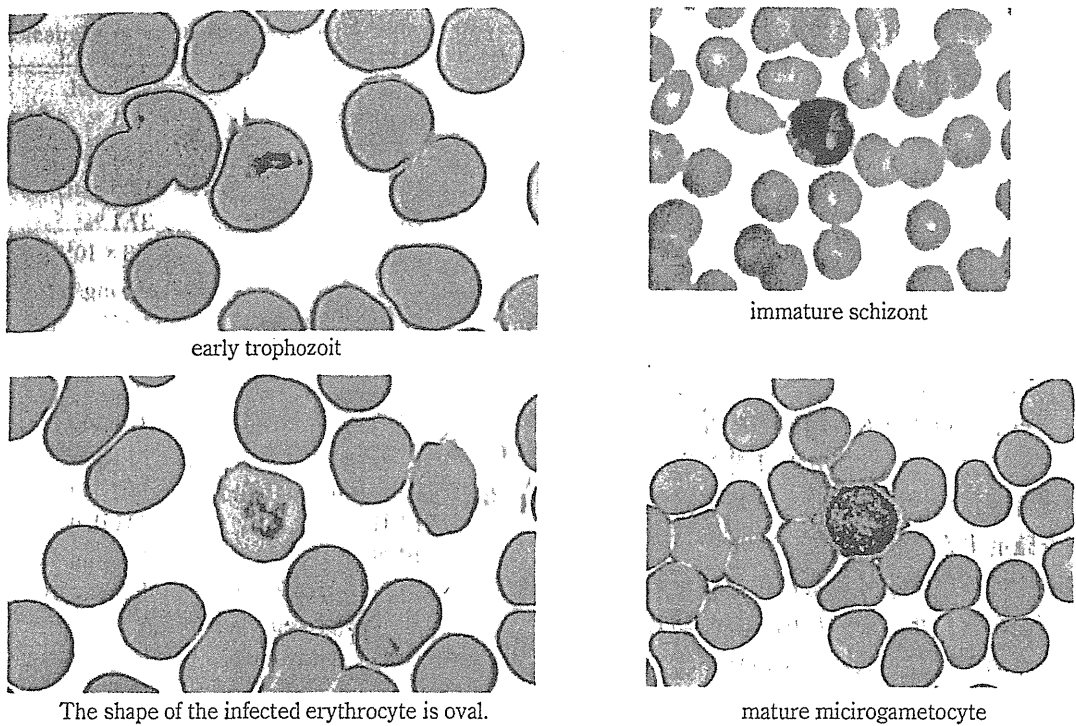 early trophozoit
immature schizont
The shape of the infected erythrocyte is oval.
mature micirogametocyte